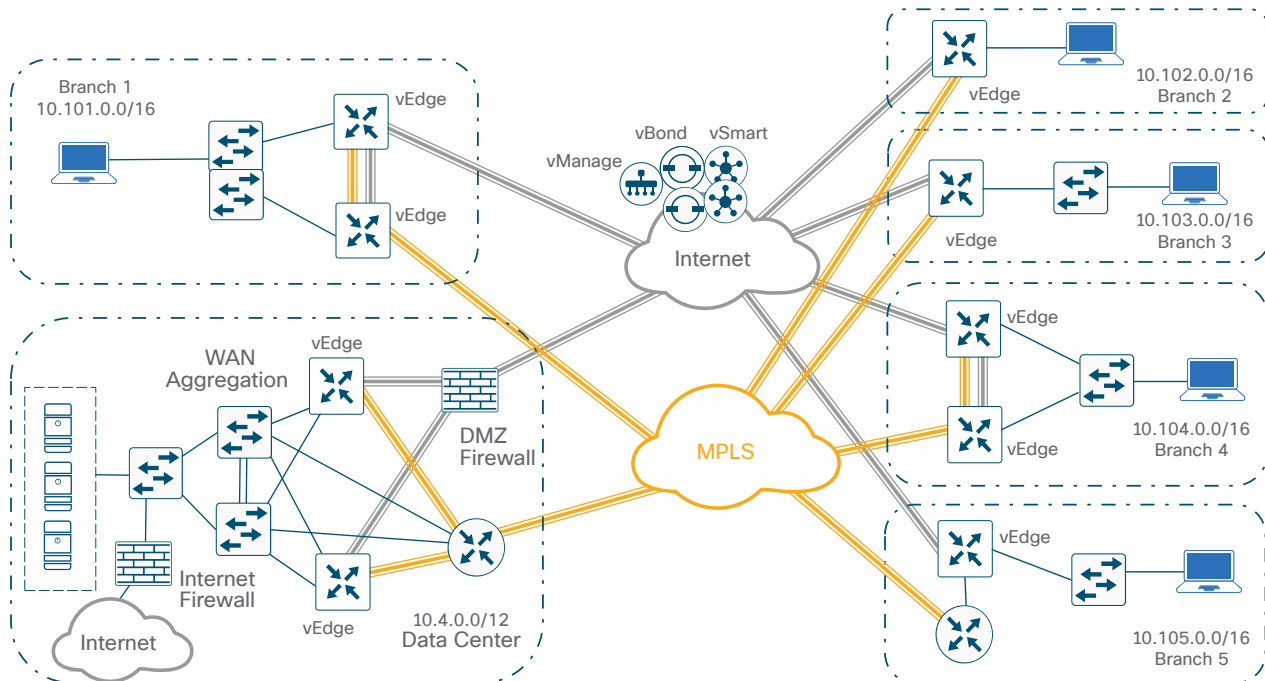 Branch 1
10.101.0.0/16
vEdge
vEdge
vBond
vSmart
vManage
Internet
vEdge
10.102.0.0/16
Branch 2
vEdge
10.103.0.0/16
Branch 3
vEdge
vEdge
10.104.0.0/16
Branch 4
vEdge
10.105.0.0/16
Branch 5
WAN
Aggregation
vEdge
DMZ
Firewall
MPLS
Internet
Firewall
Internet
vEdge
10.4.0.0/12
Data Center